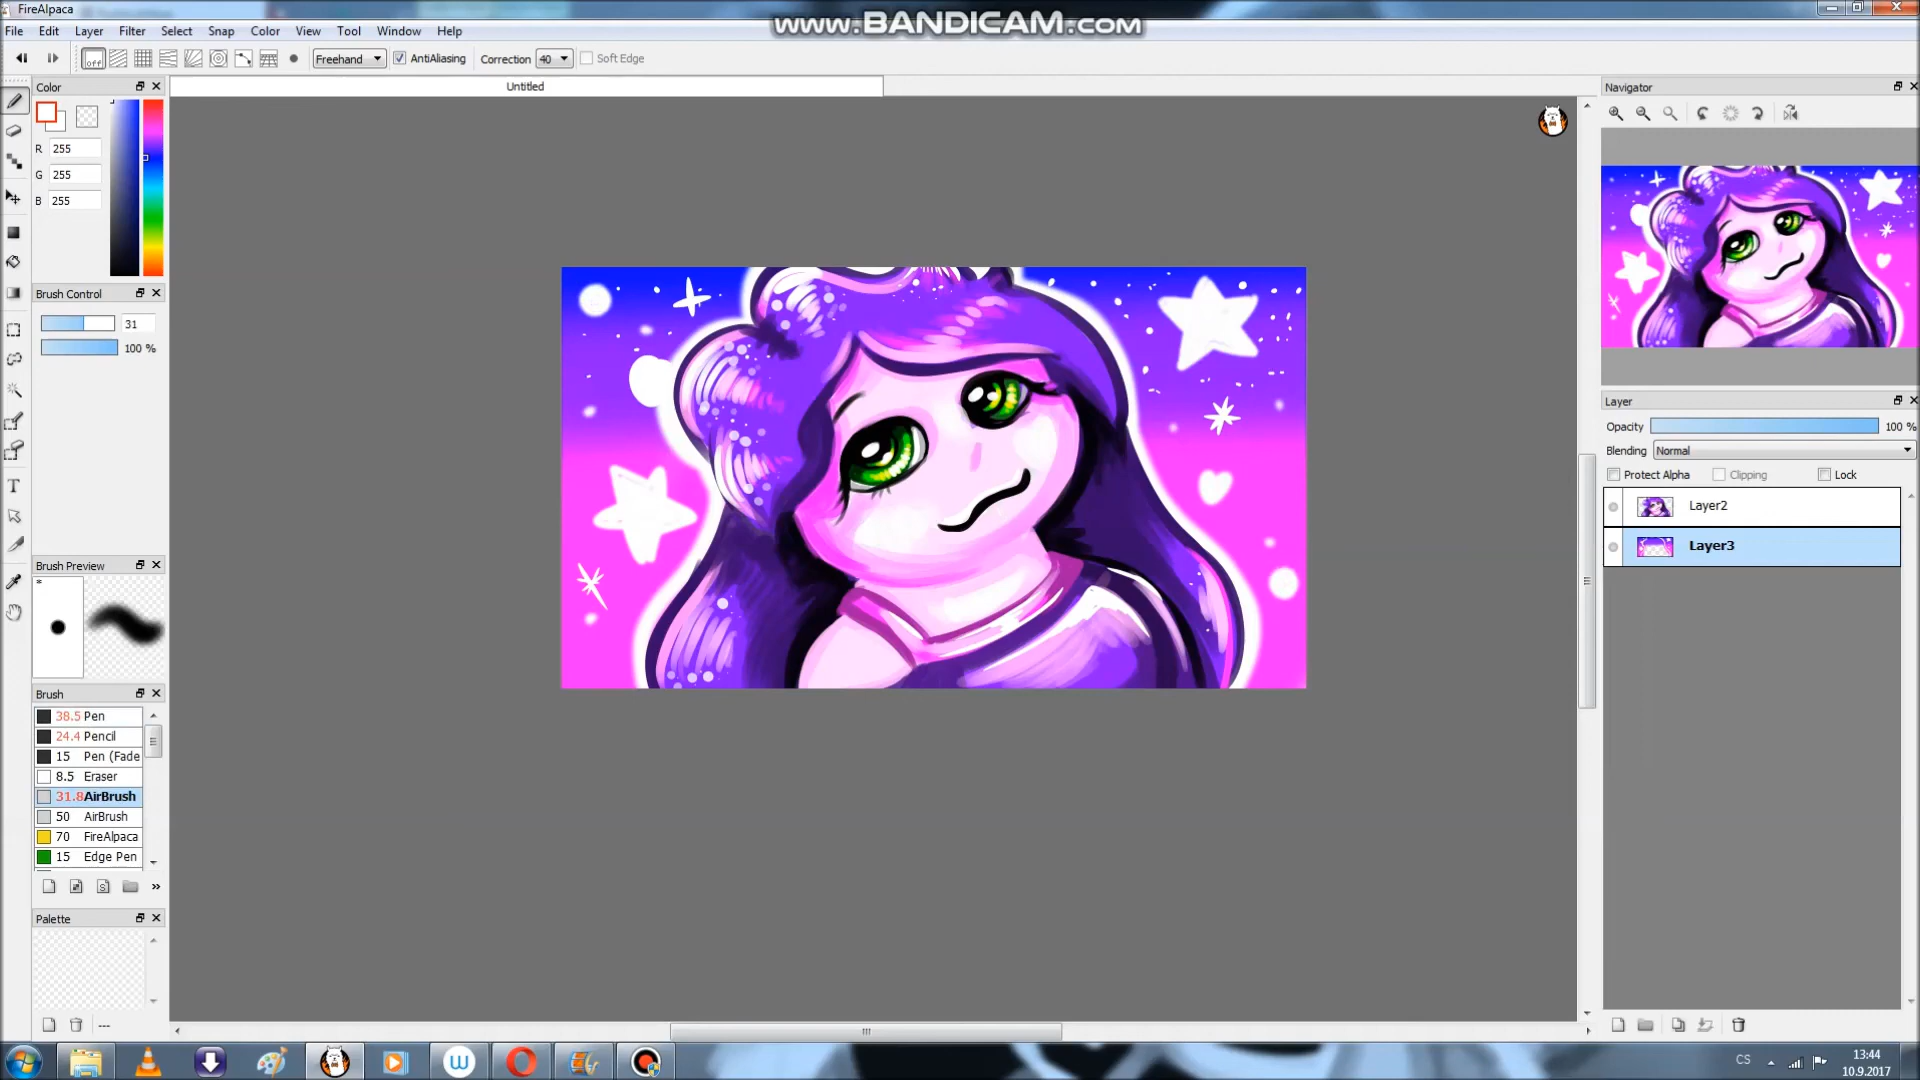 FireAlpaca
www.BANDICAM.com
File Edit Layer Filter Select Snap Color View Tool Window Help
off Freehand AntiAliasing Correction 40 Soft Edge
Untitled
Color
R 255
G 255
B 255
Brush Control
31
100 %
Brush Preview
*
Brush
38.5 Pen
24.4 Pencil
15 Pen (Fade
8.5 Eraser
31.8 AirBrush
50 AirBrush
70 FireAlpaca
15 Edge Pen
Palette
---
Navigator
Layer
Opacity 100 %
Blending Normal
Protect Alpha Clipping Lock
Layer2
Layer3
CS
13:44
10.9.2017